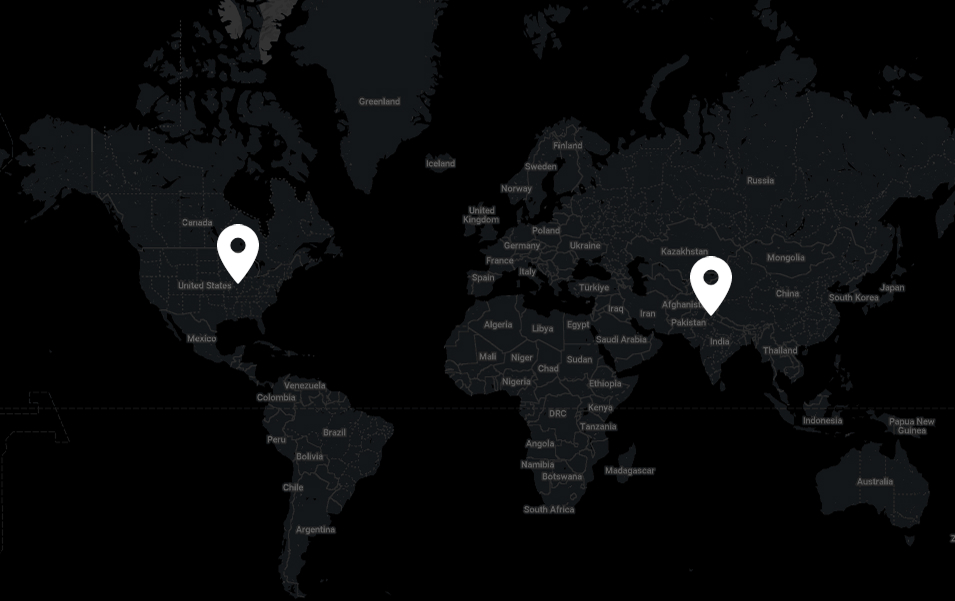 Greenland
Iceland
Finland
Sweden
Norway
Russia
United
Kingdom
Canada
Poland
Germany
Ukraine
France
Kazakhstan
Mongolia
Spain
Italy
United States
Türkiye
China
Japan
South Korea
Afghanist
Iraq
Iran
Pakistan
Algeria
Libya
Egypt
Saudi Arabia
India
Mexico
Mali
Niger
Sudan
Thailand
Chad
Nigeria
Ethiopia
Venezuela
Colombia
Kenya
DRC
Tanzania
Indonesia
Papua New
Guinea
Peru
Brazil
Angola
Bolivia
Namibia
Botswana
Madagascar
Chile
Australia
South Africa
Argentina